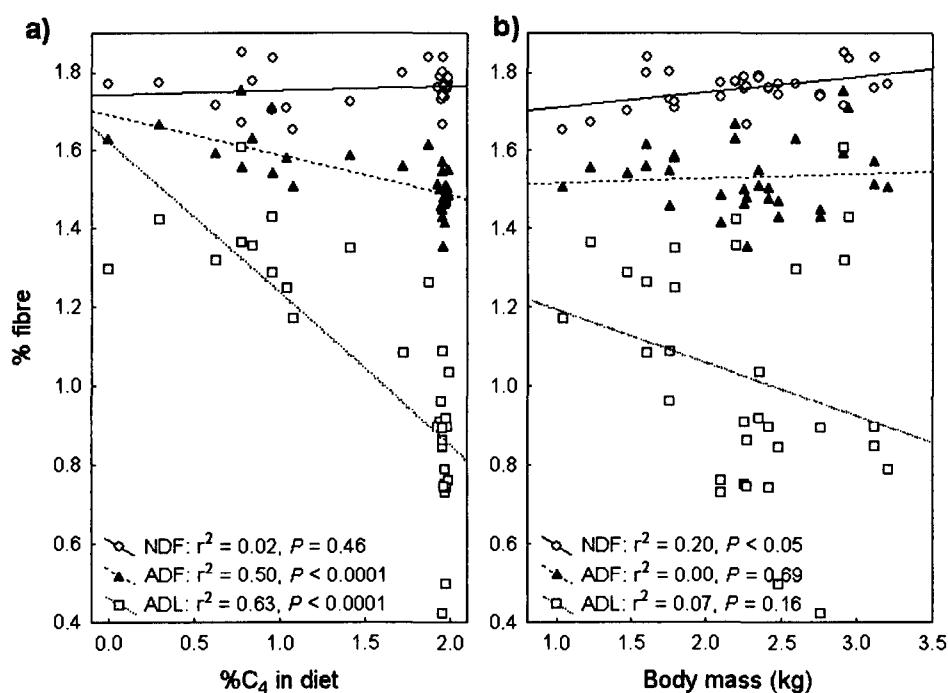 a)
% fibre
1.8
1.6
1.4
1.2
1.0
0.8
0.6
0.4
NDF: r² = 0.02, P = 0.46
ADF: r² = 0.50, P < 0.0001
ADL: r² = 0.63, P < 0.0001
0.0 0.5 1.0 1.5 2.0
%C₄ in diet
b)
NDF: r² = 0.20, P < 0.05
ADF: r² = 0.00, P = 0.69
ADL: r² = 0.07, P = 0.16
1.0 1.5 2.0 2.5 3.0 3.5
Body mass (kg)